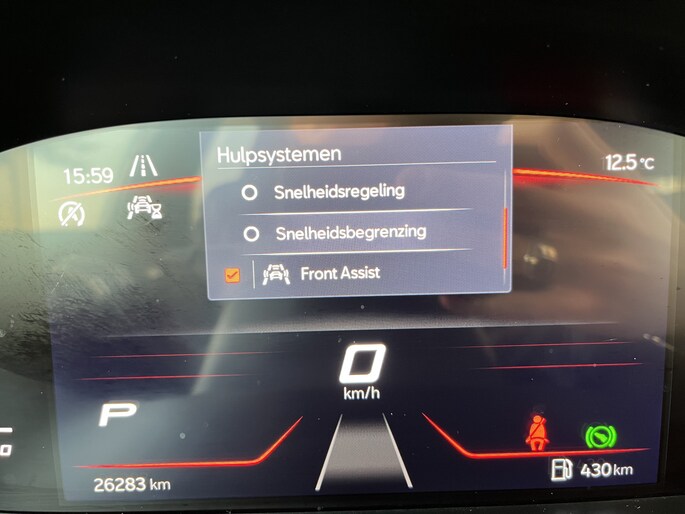 Hulpsystemen
15:59
12.5 °C
Snelheidsregeling
Snelheidsbegrenzing
Front Assist
0
km/h
P
26283 km
430 km